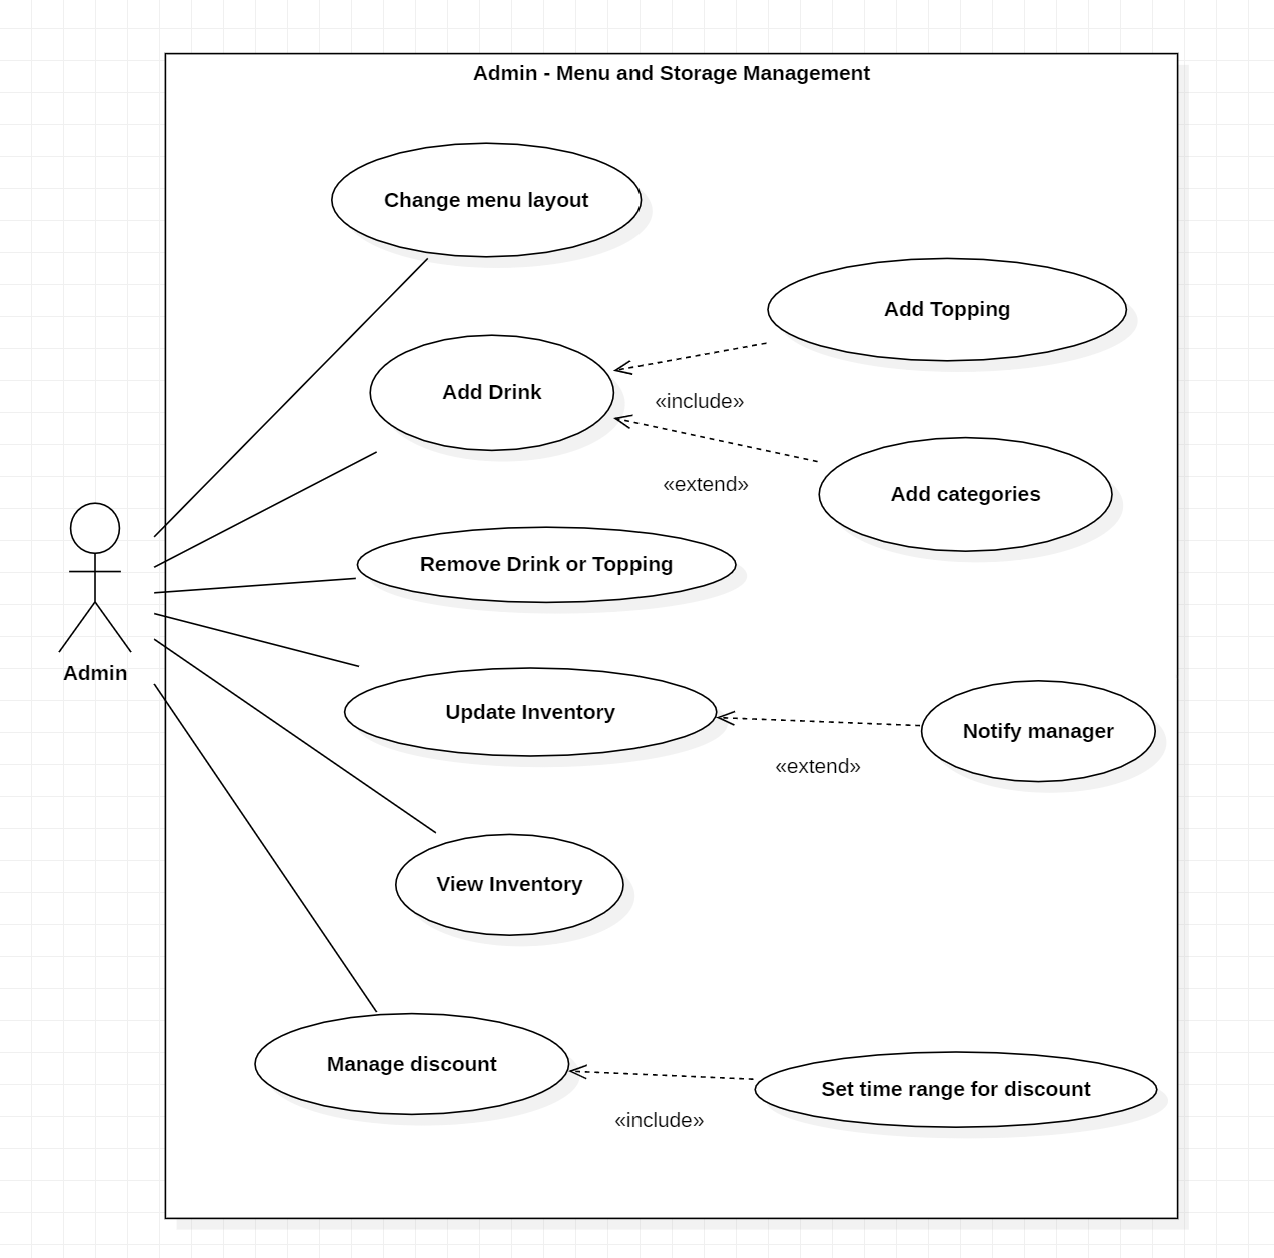 Admin - Menu and Storage Management
Change menu layout
Add Topping
Add Drink
«include»
«extend»
Add categories
Remove Drink or Topping
Admin
Update Inventory
Notify manager
«extend»
View Inventory
Manage discount
Set time range for discount
«include»